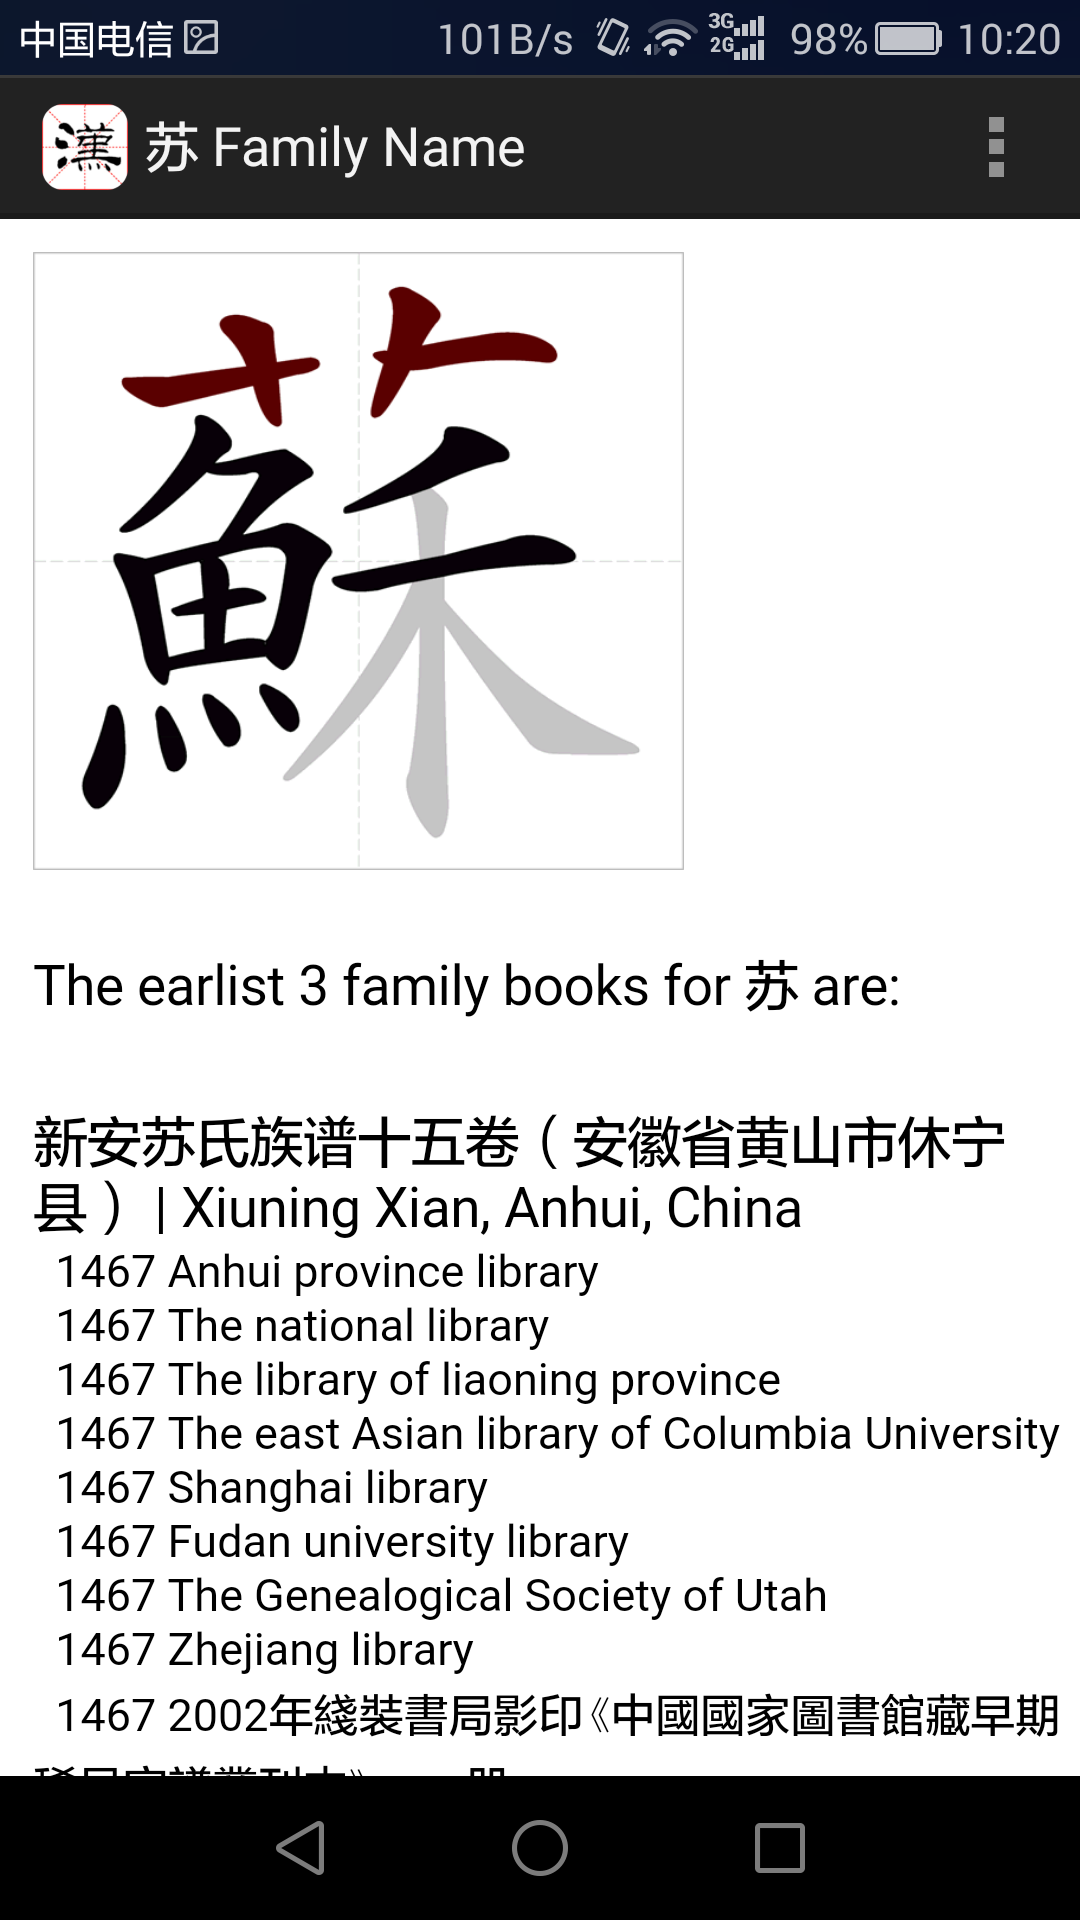 中国电信 101B/s 3G 2G 98% 10:20
漢 苏 Family Name
蘇
The earlist 3 family books for 苏 are:
新安苏氏族谱十五卷（安徽省黄山市休宁
县） | Xiuning Xian, Anhui, China
1467 Anhui province library
1467 The national library
1467 The library of liaoning province
1467 The east Asian library of Columbia University
1467 Shanghai library
1467 Fudan university library
1467 The Genealogical Society of Utah
1467 Zhejiang library
1467 2002年綫裝書局影印《中國國家圖書館藏早期